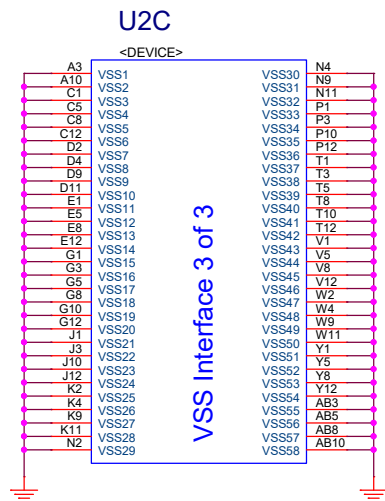 U2C
<DEVICE>
A3 VSS1 VSS30 N4
A10 VSS2 VSS31 N9
C1 VSS3 VSS32 N11
C5 VSS4 VSS33 P1
C8 VSS5 VSS34 P3
C12 VSS6 VSS35 P10
D2 VSS7 VSS36 P12
D4 VSS8 VSS37 T1
D9 VSS9 VSS38 T3
D11 VSS10 VSS39 T5
E1 VSS11 VSS40 T8
E5 VSS12 VSS41 T10
E8 VSS13 VSS42 T12
E12 VSS14 VSS43 V1
G1 VSS15 VSS44 V5
G3 VSS16 VSS45 V8
G5 VSS17 VSS46 V12
G8 VSS18 VSS47 W2
G10 VSS19 VSS48 W4
G12 VSS20 VSS49 W9
J1 VSS21 VSS50 W11
J3 VSS22 VSS51 Y1
J10 VSS23 VSS52 Y5
J12 VSS24 VSS53 Y8
K2 VSS25 VSS54 Y12
K4 VSS26 VSS55 AB3
K9 VSS27 VSS56 AB5
K11 VSS28 VSS57 AB8
N2 VSS29 VSS58 AB10
VSS Interface 3 of 3